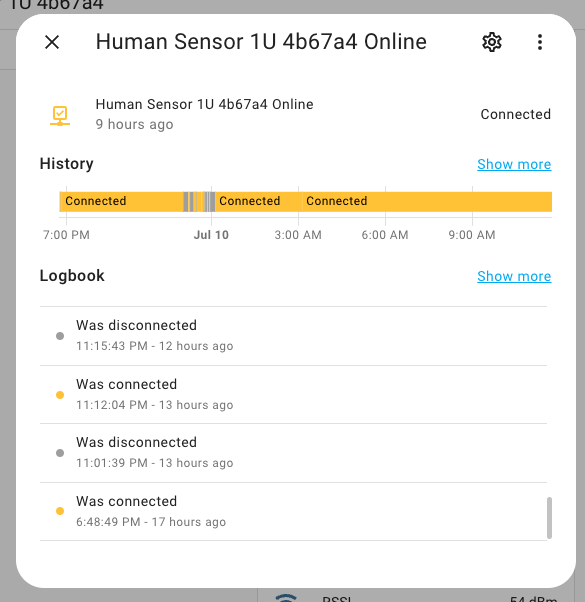 1U 4b67a4
Human Sensor 1U 4b67a4 Online
Human Sensor 1U 4b67a4 Online
9 hours ago
Connected
History
Show more
Connected
Connected
Connected
7:00 PM
Jul 10
3:00 AM
6:00 AM
9:00 AM
Logbook
Show more
Was disconnected
11:15:43 PM - 12 hours ago
Was connected
11:12:04 PM - 13 hours ago
Was disconnected
11:01:39 PM - 13 hours ago
Was connected
6:48:49 PM - 17 hours ago
RSSI
-54 dBm